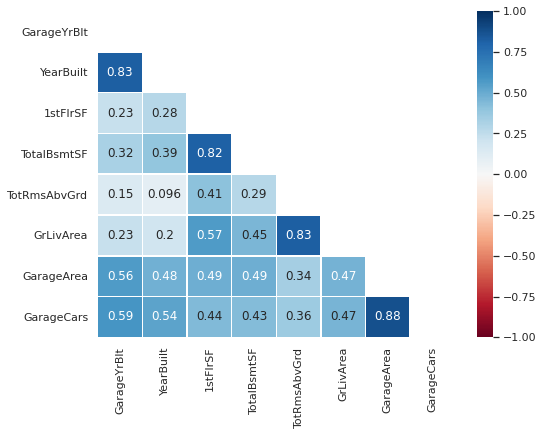 GarageYrBlt
YearBuilt 0.83
1stFlrSF 0.23 0.28
TotalBsmtSF 0.32 0.39 0.82
TotRmsAbvGrd 0.15 0.096 0.41 0.29
GrLivArea 0.23 0.2 0.57 0.45 0.83
GarageArea 0.56 0.48 0.49 0.49 0.34 0.47
GarageCars 0.59 0.54 0.44 0.43 0.36 0.47 0.88
GarageYrBlt
YearBuilt
1stFlrSF
TotalBsmtSF
TotRmsAbvGrd
GrLivArea
GarageArea
GarageCars
1.00
0.75
0.50
0.25
0.00
−0.25
−0.50
−0.75
−1.00